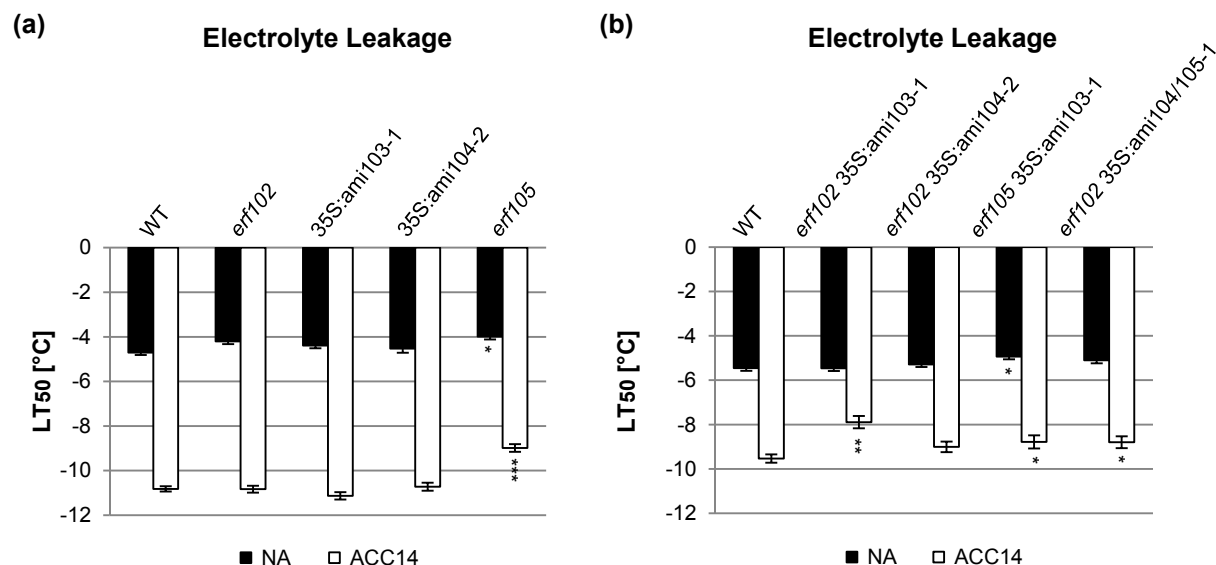 (a)
Electrolyte Leakage
WT
erf102
35S:ami103-1
35S:ami104-2
erf105
0
-2
-4
-6
-8
-10
-12
LT50 [°C]
*
***
NA
ACC14
(b)
Electrolyte Leakage
WT
erf102 35S:ami103-1
erf102 35S:ami104-2
erf105 35S:ami103-1
erf102 35S:ami104/105-1
0
-2
-4
-6
-8
-10
-12
LT50 [°C]
**
*
*
*
NA
ACC14